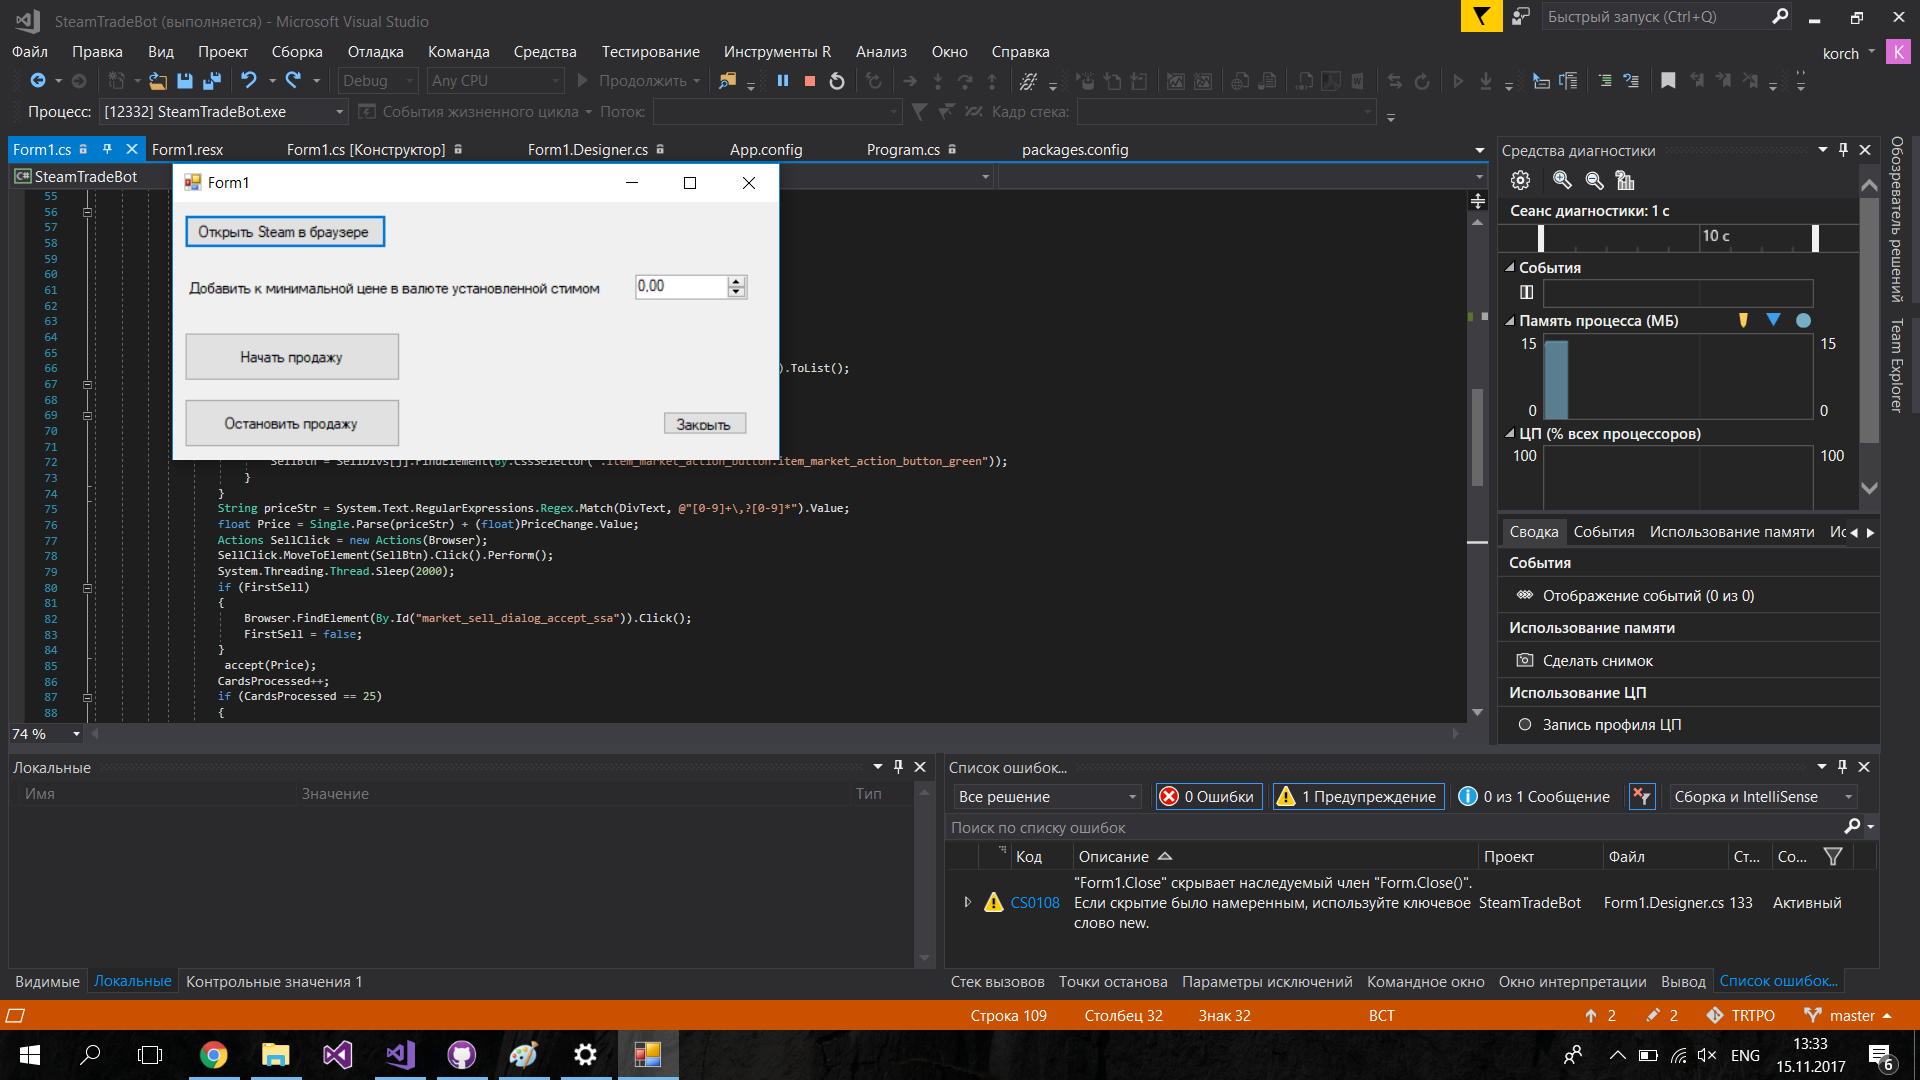 SteamTradeBot (выполняется) - Microsoft Visual Studio
Быстрый запуск (Ctrl+Q)
Файл Правка Вид Проект Сборка Отладка Команда Средства Тестирование Инструменты R Анализ Окно Справка
korch K
Debug Any CPU Продолжить
Процесс: [12332] SteamTradeBot.exe События жизненного цикла Поток: Кадр стека:
Form1.cs Form1.resx Form1.cs [Конструктор] Form1.Designer.cs App.config Program.cs packages.config
C# SteamTradeBot
Form1
Открыть Steam в браузере
Добавить к минимальной цене в валюте установленной стимом 0,00
Начать продажу
Остановить продажу
Закрыть
55
56
57
58
59
60
61
62
63
64
65
66 ).ToList();
67
68
69
70
71
72 SellBtn = SellDivs[j].FindElement(By.CssSelector(".item_market_action_button.item_market_action_button_green"));
73 }
74 }
75 String priceStr = System.Text.RegularExpressions.Regex.Match(DivText, @"[0-9]+\,?[0-9]*").Value;
76 float Price = Single.Parse(priceStr) + (float)PriceChange.Value;
77 Actions SellClick = new Actions(Browser);
78 SellClick.MoveToElement(SellBtn).Click().Perform();
79 System.Threading.Thread.Sleep(2000);
80 if (FirstSell)
81 {
82 Browser.FindElement(By.Id("market_sell_dialog_accept_ssa")).Click();
83 FirstSell = false;
84 }
85 accept(Price);
86 CardsProcessed++;
87 if (CardsProcessed == 25)
88 {
74 %
Средства диагностики
Сеанс диагностики: 1 с
10 с
События
Память процесса (МБ)
15 15
0 0
ЦП (% всех процессоров)
100 100
Сводка События Использование памяти Ис
События
Отображение событий (0 из 0)
Использование памяти
Сделать снимок
Использование ЦП
Запись профиля ЦП
Обозреватель решений
Team Explorer
Локальные
Имя Значение Тип
Видимые Локальные Контрольные значения 1
Список ошибок...
Все решение 0 Ошибки 1 Предупреждение 0 из 1 Сообщение Сборка и IntelliSense
Поиск по списку ошибок
Код Описание Проект Файл Ст... Со...
"Form1.Close" скрывает наследуемый член "Form.Close()".
CS0108 Если скрытие было намеренным, используйте ключевое SteamTradeBot Form1.Designer.cs 133 Активный
слово new.
Стек вызовов Точки останова Параметры исключений Командное окно Окно интерпретации Вывод Список ошибок...
Строка 109 Столбец 32 Знак 32 ВСТ 2 2 TRTPO master
ENG
13:33
15.11.2017
6